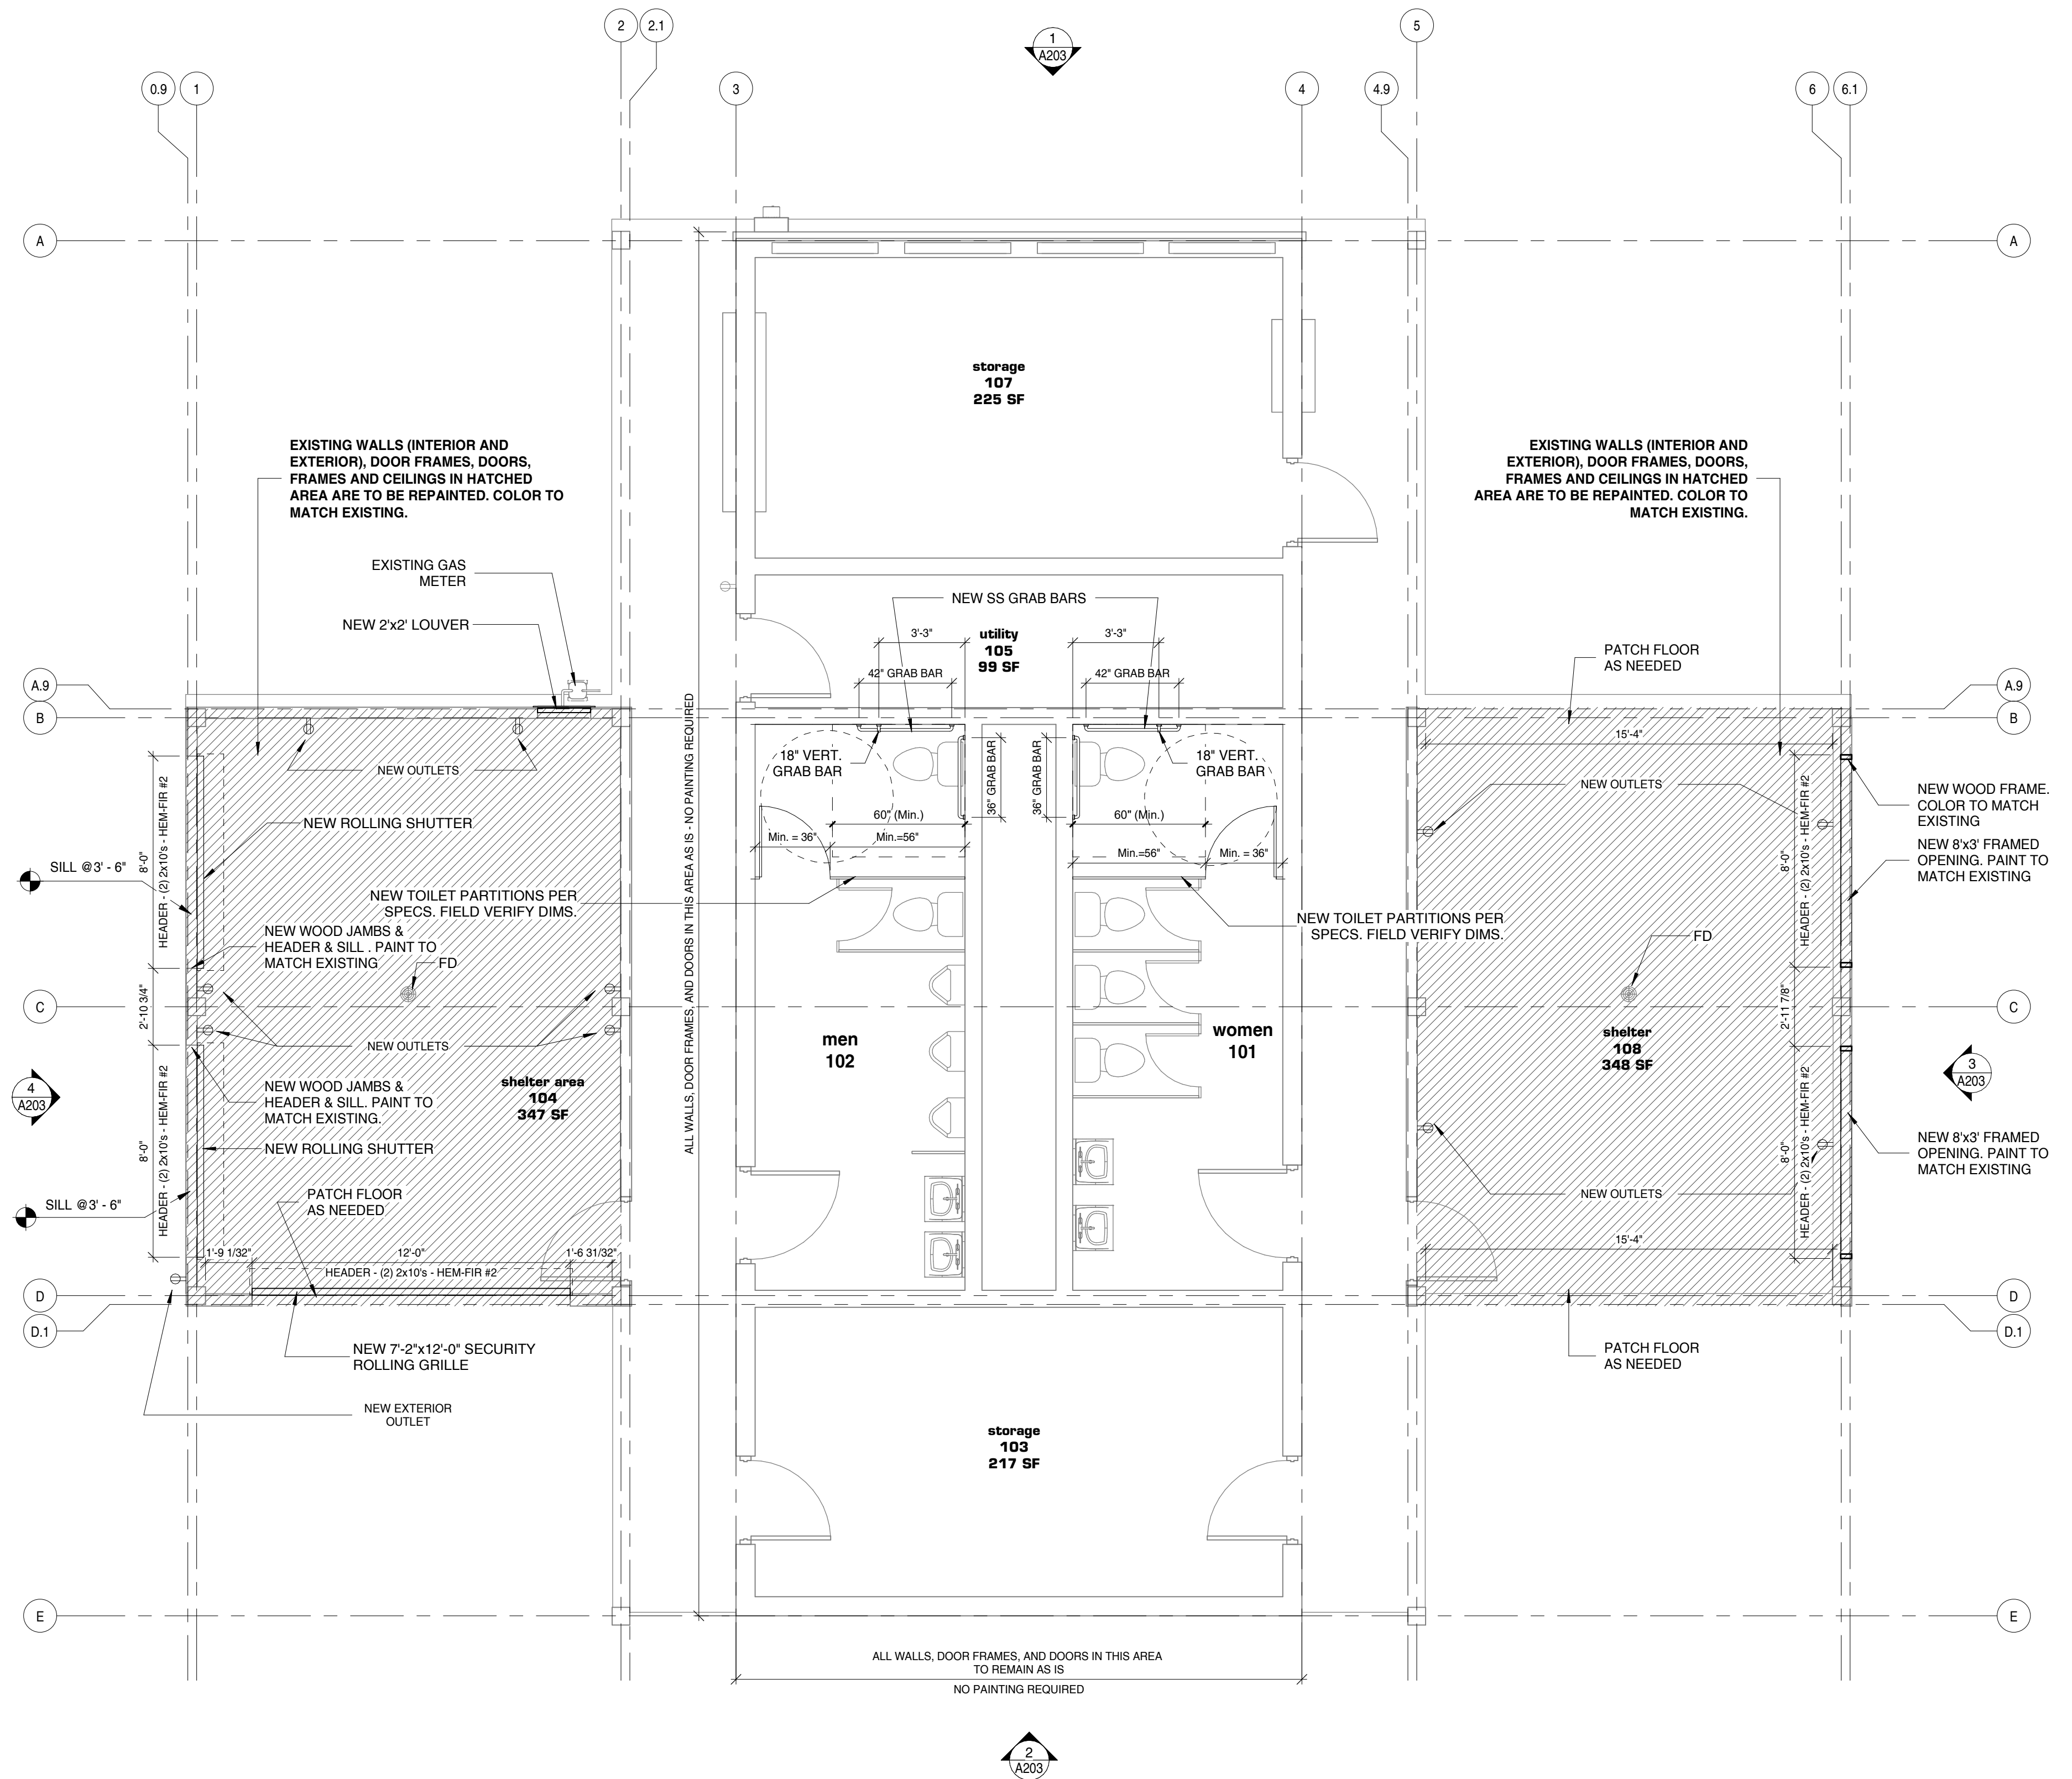 2
2.1
5
1
A203
0.9
1
3
4
4.9
6
6.1
A
A
storage
107
225 SF
EXISTING WALLS (INTERIOR AND
EXTERIOR), DOOR FRAMES, DOORS,
FRAMES AND CEILINGS IN HATCHED
AREA ARE TO BE REPAINTED. COLOR TO
MATCH EXISTING.
EXISTING WALLS (INTERIOR AND
EXTERIOR), DOOR FRAMES, DOORS,
FRAMES AND CEILINGS IN HATCHED
AREA ARE TO BE REPAINTED. COLOR TO
MATCH EXISTING.
EXISTING GAS
METER
NEW 2'x2' LOUVER
NEW SS GRAB BARS
3'-3"
utility
105
99 SF
3'-3"
42" GRAB BAR
42" GRAB BAR
PATCH FLOOR
AS NEEDED
A.9
B
A.9
B
ALL WALLS, DOOR FRAMES, AND DOORS IN THIS AREA AS IS - NO PAINTING REQUIRED
15'-4"
NEW OUTLETS
18" VERT.
GRAB BAR
36" GRAB BAR
36" GRAB BAR
18" VERT.
GRAB BAR
NEW OUTLETS
60" (Min.)
60" (Min.)
Min. = 36"
Min.=56"
Min.=56"
Min. = 36"
NEW WOOD FRAME.
COLOR TO MATCH
EXISTING
NEW 8'x3' FRAMED
OPENING. PAINT TO
MATCH EXISTING
NEW ROLLING SHUTTER
SILL @3' - 6"
8'-0"
HEADER - (2) 2x10's - HEM-FIR #2
8'-0"
HEADER - (2) 2x10's - HEM-FIR #2
NEW TOILET PARTITIONS PER
SPECS. FIELD VERIFY DIMS.
NEW TOILET PARTITIONS PER
SPECS. FIELD VERIFY DIMS.
NEW WOOD JAMBS &
HEADER & SILL . PAINT TO
MATCH EXISTING
FD
FD
2'-10 3/4"
2'-11 7/8"
C
C
NEW OUTLETS
men
102
women
101
shelter
108
348 SF
4
A203
3
A203
shelter area
104
347 SF
NEW WOOD JAMBS &
HEADER & SILL. PAINT TO
MATCH EXISTING.
NEW ROLLING SHUTTER
8'-0"
HEADER - (2) 2x10's - HEM-FIR #2
8'-0"
HEADER - (2) 2x10's - HEM-FIR #2
NEW 8'x3' FRAMED
OPENING. PAINT TO
MATCH EXISTING
SILL @3' - 6"
PATCH FLOOR
AS NEEDED
NEW OUTLETS
1'-9 1/32"
12'-0"
1'-6 31/32"
HEADER - (2) 2x10's - HEM-FIR #2
15'-4"
D
D.1
D
D.1
NEW 7'-2"x12'-0" SECURITY
ROLLING GRILLE
PATCH FLOOR
AS NEEDED
NEW EXTERIOR
OUTLET
storage
103
217 SF
E
E
ALL WALLS, DOOR FRAMES, AND DOORS IN THIS AREA
TO REMAIN AS IS
NO PAINTING REQUIRED
2
A203